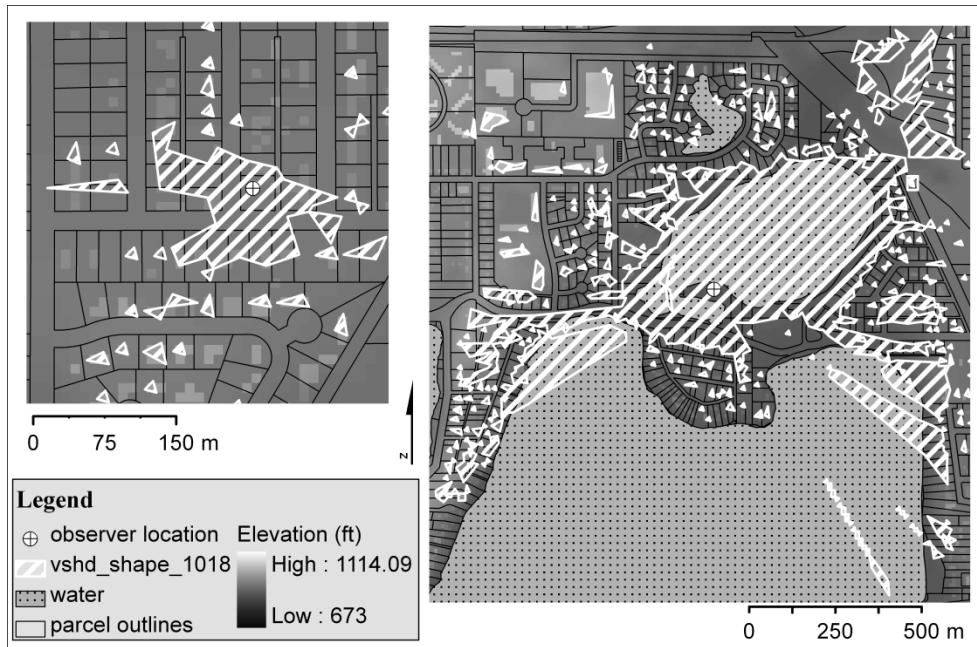 0 75 150 m
z
Legend
observer location
vshd_shape_1018
water
parcel outlines
Elevation (ft)
High : 1114.09
Low : 673
0 250 500 m